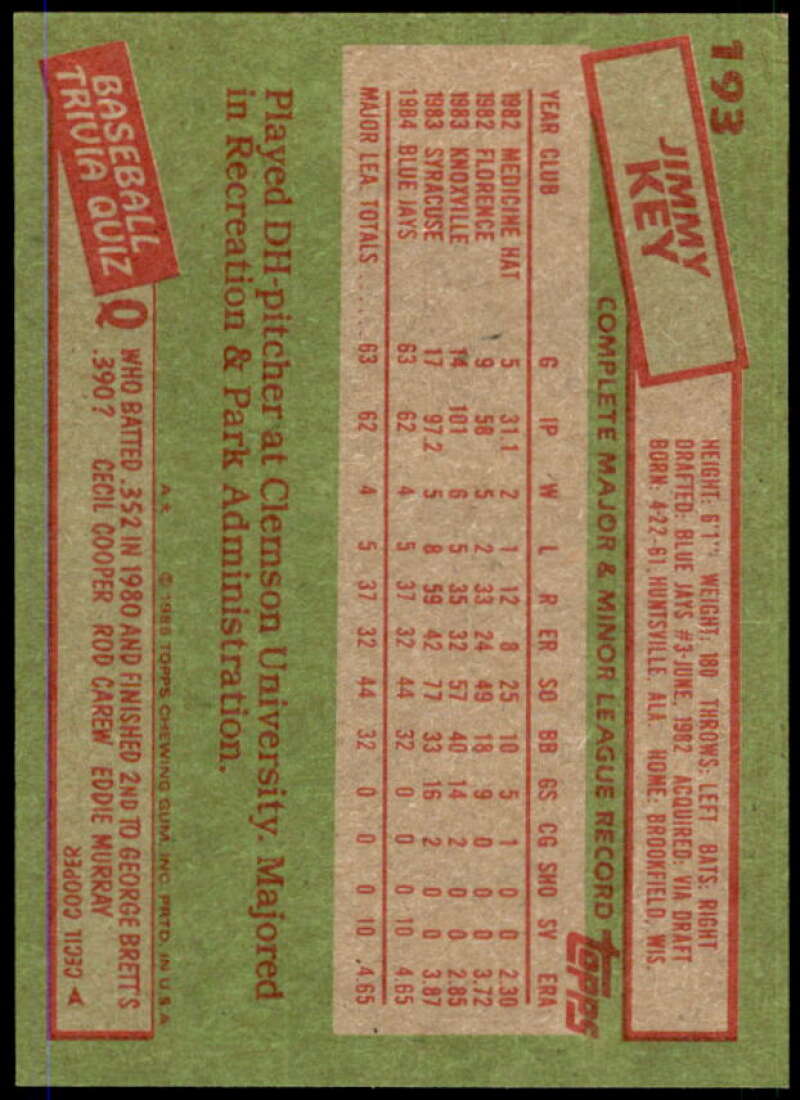 193
JIMMY
KEY
HEIGHT: 6'1" WEIGHT: 180 THROWS: LEFT BATS: RIGHT
DRAFTED: BLUE JAYS #3-JUNE, 1982 ACQUIRED: VIA DRAFT
BORN: 4-22-61, HUNTSVILLE, ALA. HOME: BROOKFIELD, WIS.
COMPLETE MAJOR & MINOR LEAGUE RECORD topps
YEAR CLUB G IP W L R ER SO BB GS CG SHO SV ERA
1982 MEDICINE HAT 5 31.1 2 1 12 8 25 10 5 1 0 0 2.30
1982 FLORENCE 9 58 5 2 33 24 49 18 9 0 0 0 3.72
1983 KNOXVILLE 14 101 6 5 35 32 57 40 14 2 0 0 2.85
1983 SYRACUSE 17 97.2 5 8 59 42 77 33 16 2 0 0 3.87
1984 BLUE JAYS 63 62 4 5 37 32 44 32 0 0 0 10 4.65
MAJOR LEA. TOTALS 63 62 4 5 37 32 44 32 0 0 0 10 4.65
Played DH-pitcher at Clemson University. Majored
in Recreation & Park Administration.
A* © 1985 TOPPS CHEWING GUM, INC. PRTD. IN U.S.A.
BASEBALL
TRIVIA QUIZ
Q WHO BATTED .352 IN 1980 AND FINISHED 2ND TO GEORGE BRETT'S
.390? CECIL COOPER ROD CAREW EDDIE MURRAY
CECIL COOPER A